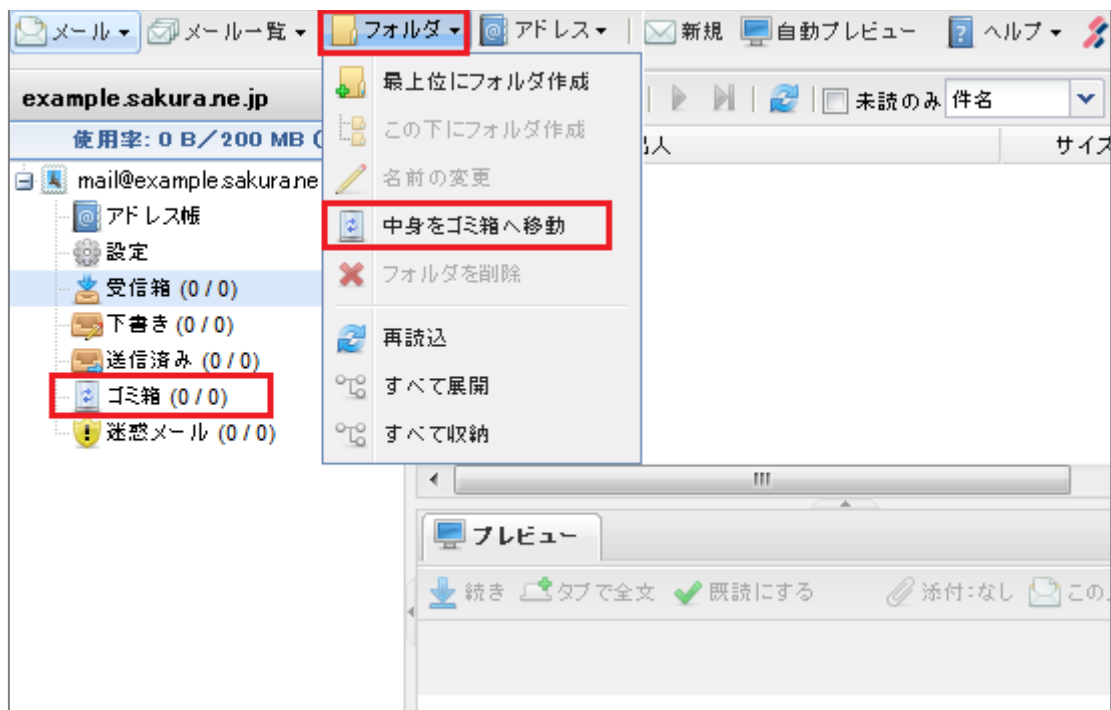 メール メール一覧 フォルダ アドレス 新規 自動プレビュー ヘルプ
example.sakura.ne.jp
未読のみ 件名
使用率: 0 B／200 MB (
人
サイズ
mail@example.sakura.ne
アドレス帳
設定
受信箱 (0 / 0)
下書き (0 / 0)
送信済み (0 / 0)
ゴミ箱 (0 / 0)
迷惑メール (0 / 0)
最上位にフォルダ作成
この下にフォルダ作成
名前の変更
中身をゴミ箱へ移動
フォルダを削除
再読込
すべて展開
すべて収納
プレビュー
続き タブで全文 既読にする 添付:なし この